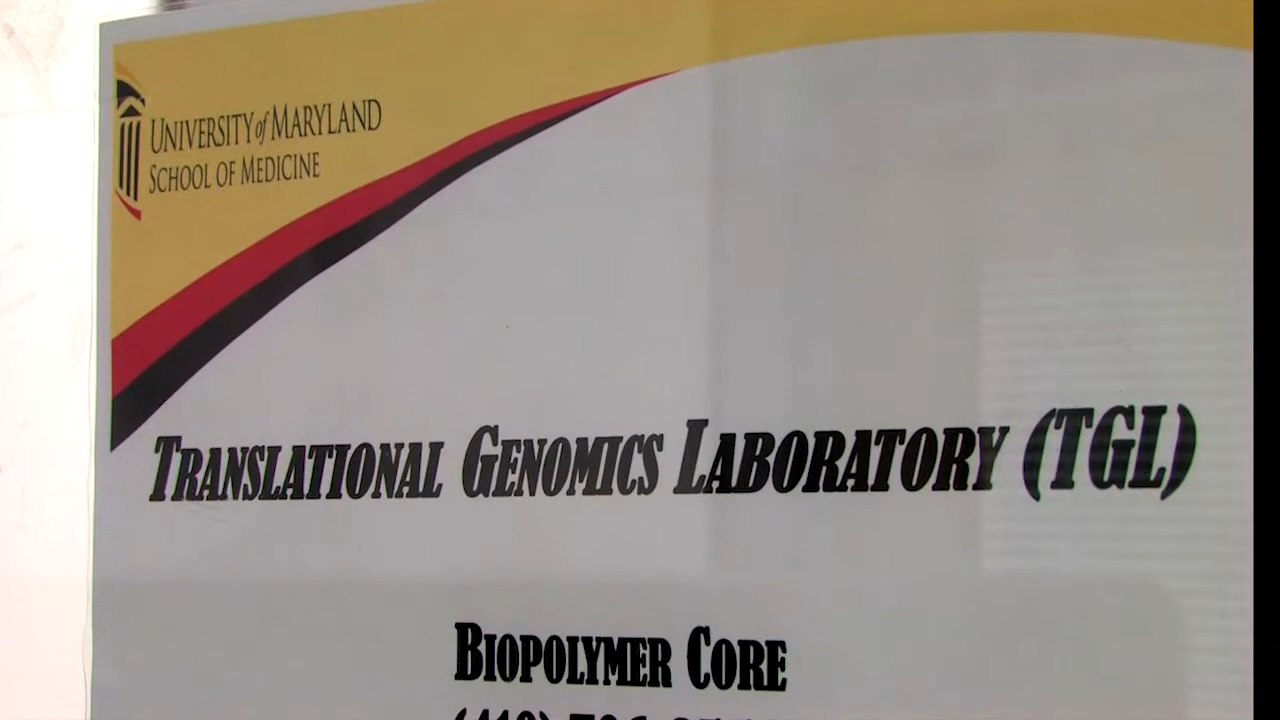 UNIVERSITY of MARYLAND
SCHOOL OF MEDICINE
TRANSLATIONAL GENOMICS LABORATORY (TGL)
BIOPOLYMER CORE